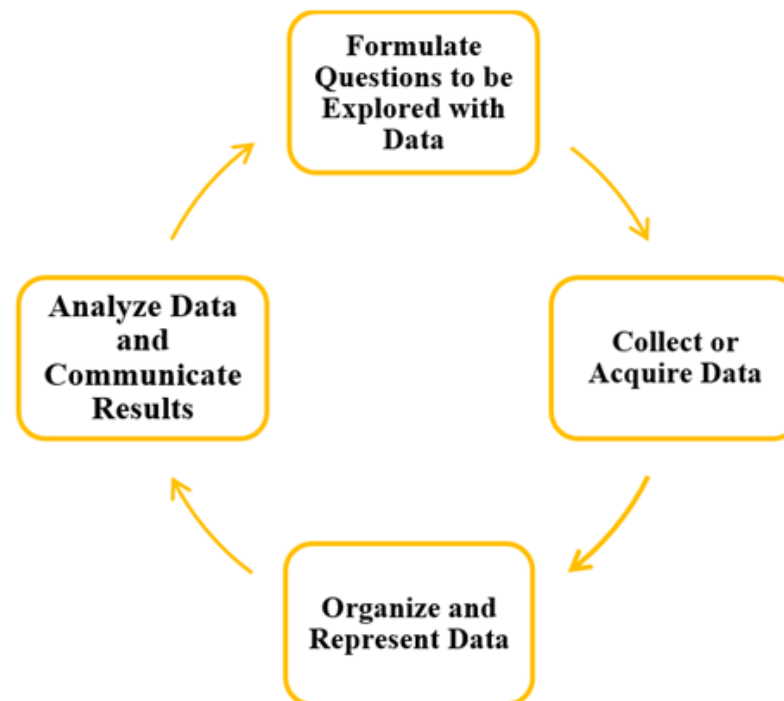 Formulate
Questions to be
Explored with
Data
Collect or
Acquire Data
Organize and
Represent Data
Analyze Data
and
Communicate
Results